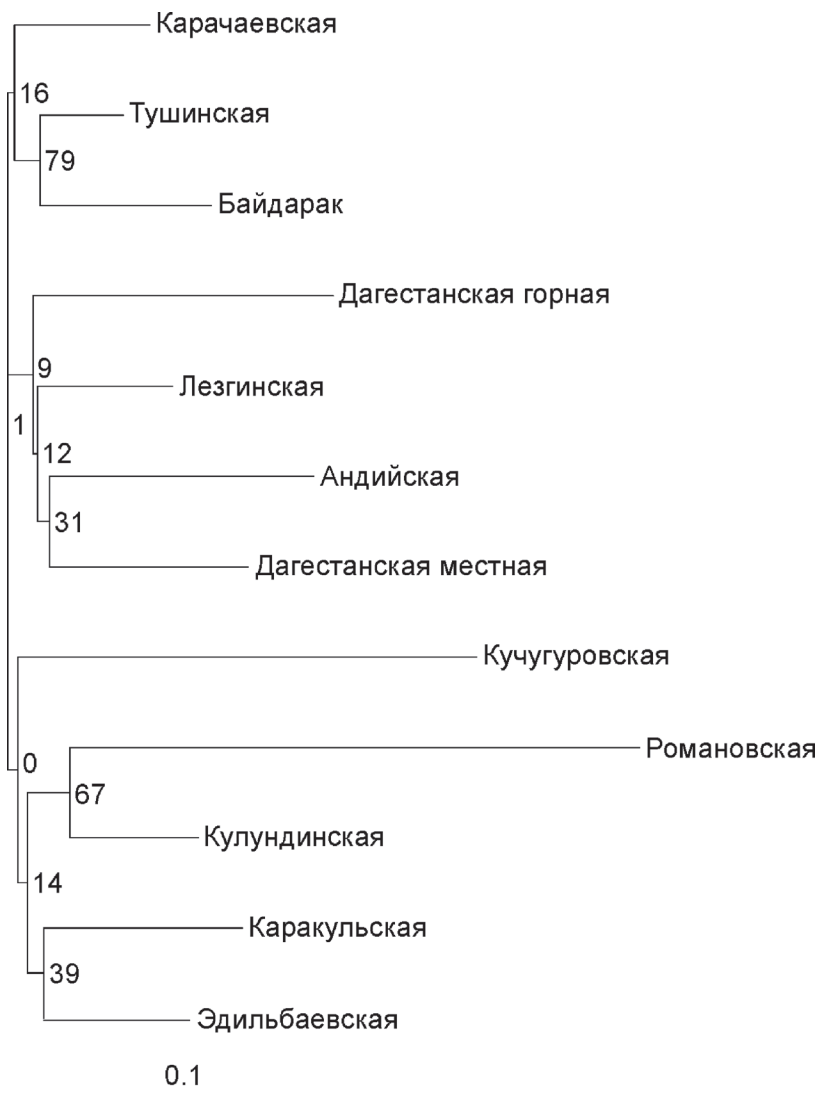 Карачаевская
16
Тушинская
79
Байдарак
Дагестанская горная
9
Лезгинская
1
12
Андийская
31
Дагестанская местная
Кучугуровская
Романовская
0
67
Кулундинская
14
Каракульская
39
Эдильбаевская
0.1